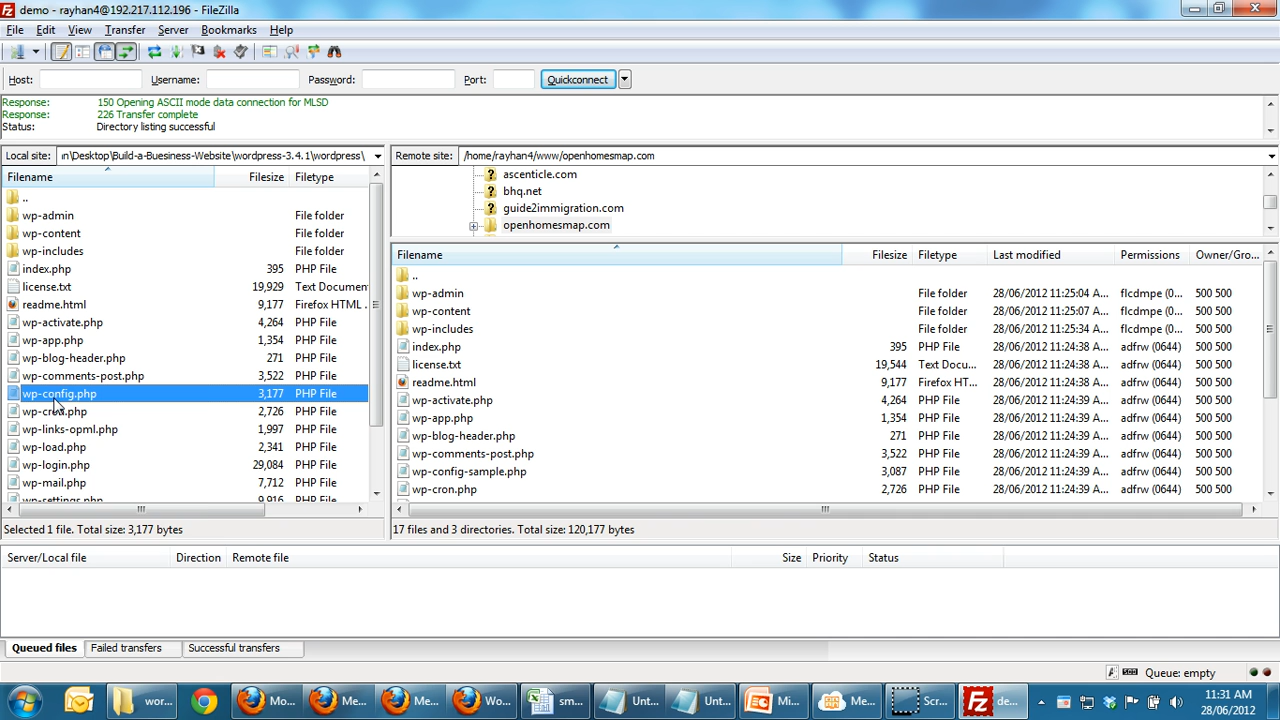 demo - rayhan4@192.217.112.196 - FileZilla
File Edit View Transfer Server Bookmarks Help
Host: Username: Password: Port: Quickconnect
Response: 150 Opening ASCII mode data connection for MLSD
Response: 226 Transfer complete
Status: Directory listing successful
Local site: n\Desktop\Build-a-Buesiness-Website\wordpress-3.4.1\wordpress\
Filename Filesize Filetype
..
wp-admin File folder
wp-content File folder
wp-includes File folder
index.php 395 PHP File
license.txt 19,929 Text Documen
readme.html 9,177 Firefox HTML .
wp-activate.php 4,264 PHP File
wp-app.php 1,354 PHP File
wp-blog-header.php 271 PHP File
wp-comments-post.php 3,522 PHP File
wp-config.php 3,177 PHP File
wp-cron.php 2,726 PHP File
wp-links-opml.php 1,997 PHP File
wp-load.php 2,341 PHP File
wp-login.php 29,084 PHP File
wp-mail.php 7,712 PHP File
wp-settings.php 9,916 PHP File
Selected 1 file. Total size: 3,177 bytes
Remote site: /home/rayhan4/www/openhomesmap.com
ascenticle.com
bhq.net
guide2immigration.com
openhomesmap.com
Filename Filesize Filetype Last modified Permissions Owner/Gro...
..
wp-admin File folder 28/06/2012 11:25:04 A... flcdmpe (0... 500 500
wp-content File folder 28/06/2012 11:25:07 A... flcdmpe (0... 500 500
wp-includes File folder 28/06/2012 11:25:34 A... flcdmpe (0... 500 500
index.php 395 PHP File 28/06/2012 11:24:38 A... adfrw (0644) 500 500
license.txt 19,544 Text Docu... 28/06/2012 11:24:38 A... adfrw (0644) 500 500
readme.html 9,177 Firefox HT... 28/06/2012 11:24:38 A... adfrw (0644) 500 500
wp-activate.php 4,264 PHP File 28/06/2012 11:24:39 A... adfrw (0644) 500 500
wp-app.php 1,354 PHP File 28/06/2012 11:24:39 A... adfrw (0644) 500 500
wp-blog-header.php 271 PHP File 28/06/2012 11:24:39 A... adfrw (0644) 500 500
wp-comments-post.php 3,522 PHP File 28/06/2012 11:24:39 A... adfrw (0644) 500 500
wp-config-sample.php 3,087 PHP File 28/06/2012 11:24:39 A... adfrw (0644) 500 500
wp-cron.php 2,726 PHP File 28/06/2012 11:24:39 A... adfrw (0644) 500 500
17 files and 3 directories. Total size: 120,177 bytes
Server/Local file Direction Remote file Size Priority Status
Queued files Failed transfers Successful transfers
Queue: empty
wor... Mo... Me... Me... Wo... sm... Unt... Unt... Mi... Me... Scr... de...
11:31 AM
28/06/2012